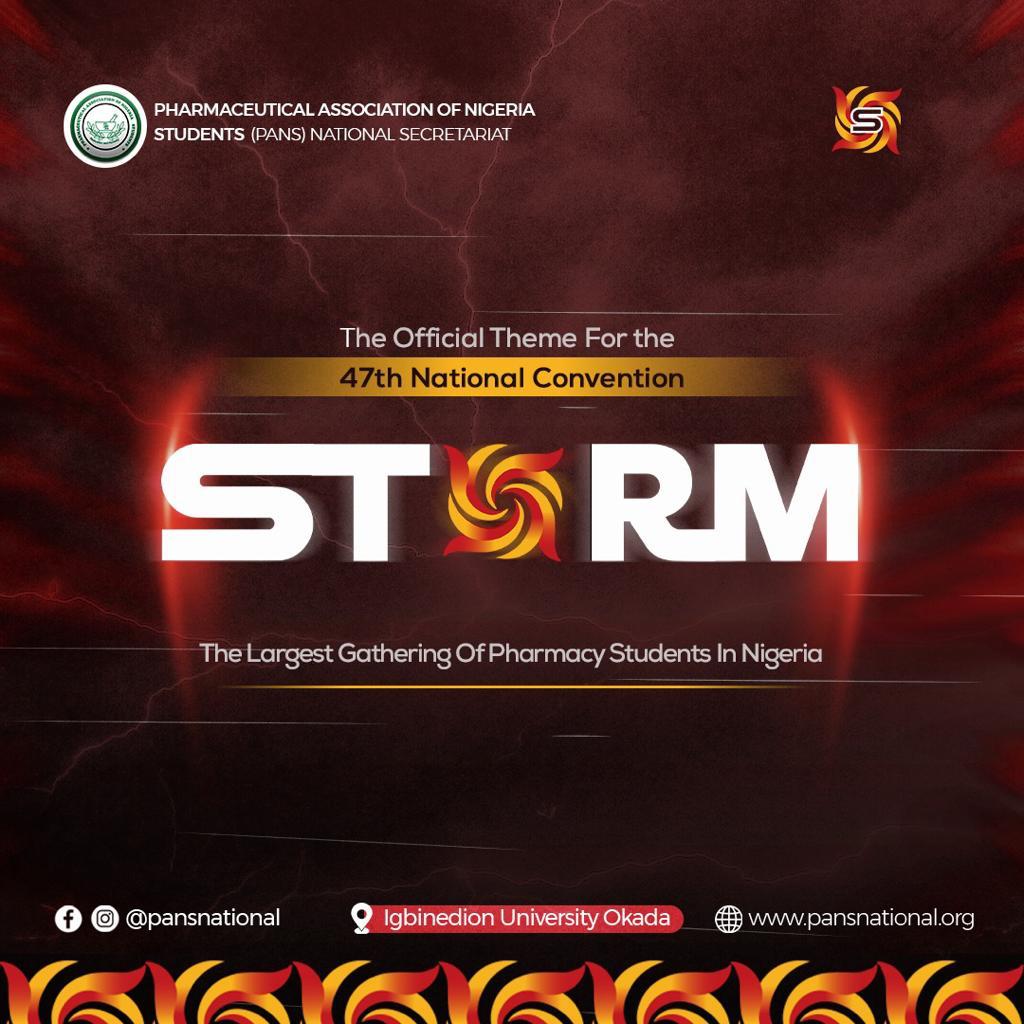 PHARMACEUTICAL ASSOCIATION OF NIGERIA
STUDENTS (PANS) NATIONAL SECRETARIAT
S
The Official Theme For the
47th National Convention
STORM
The Largest Gathering Of Pharmacy Students In Nigeria
@pansnational
Igbinedion University Okada
www.pansnational.org